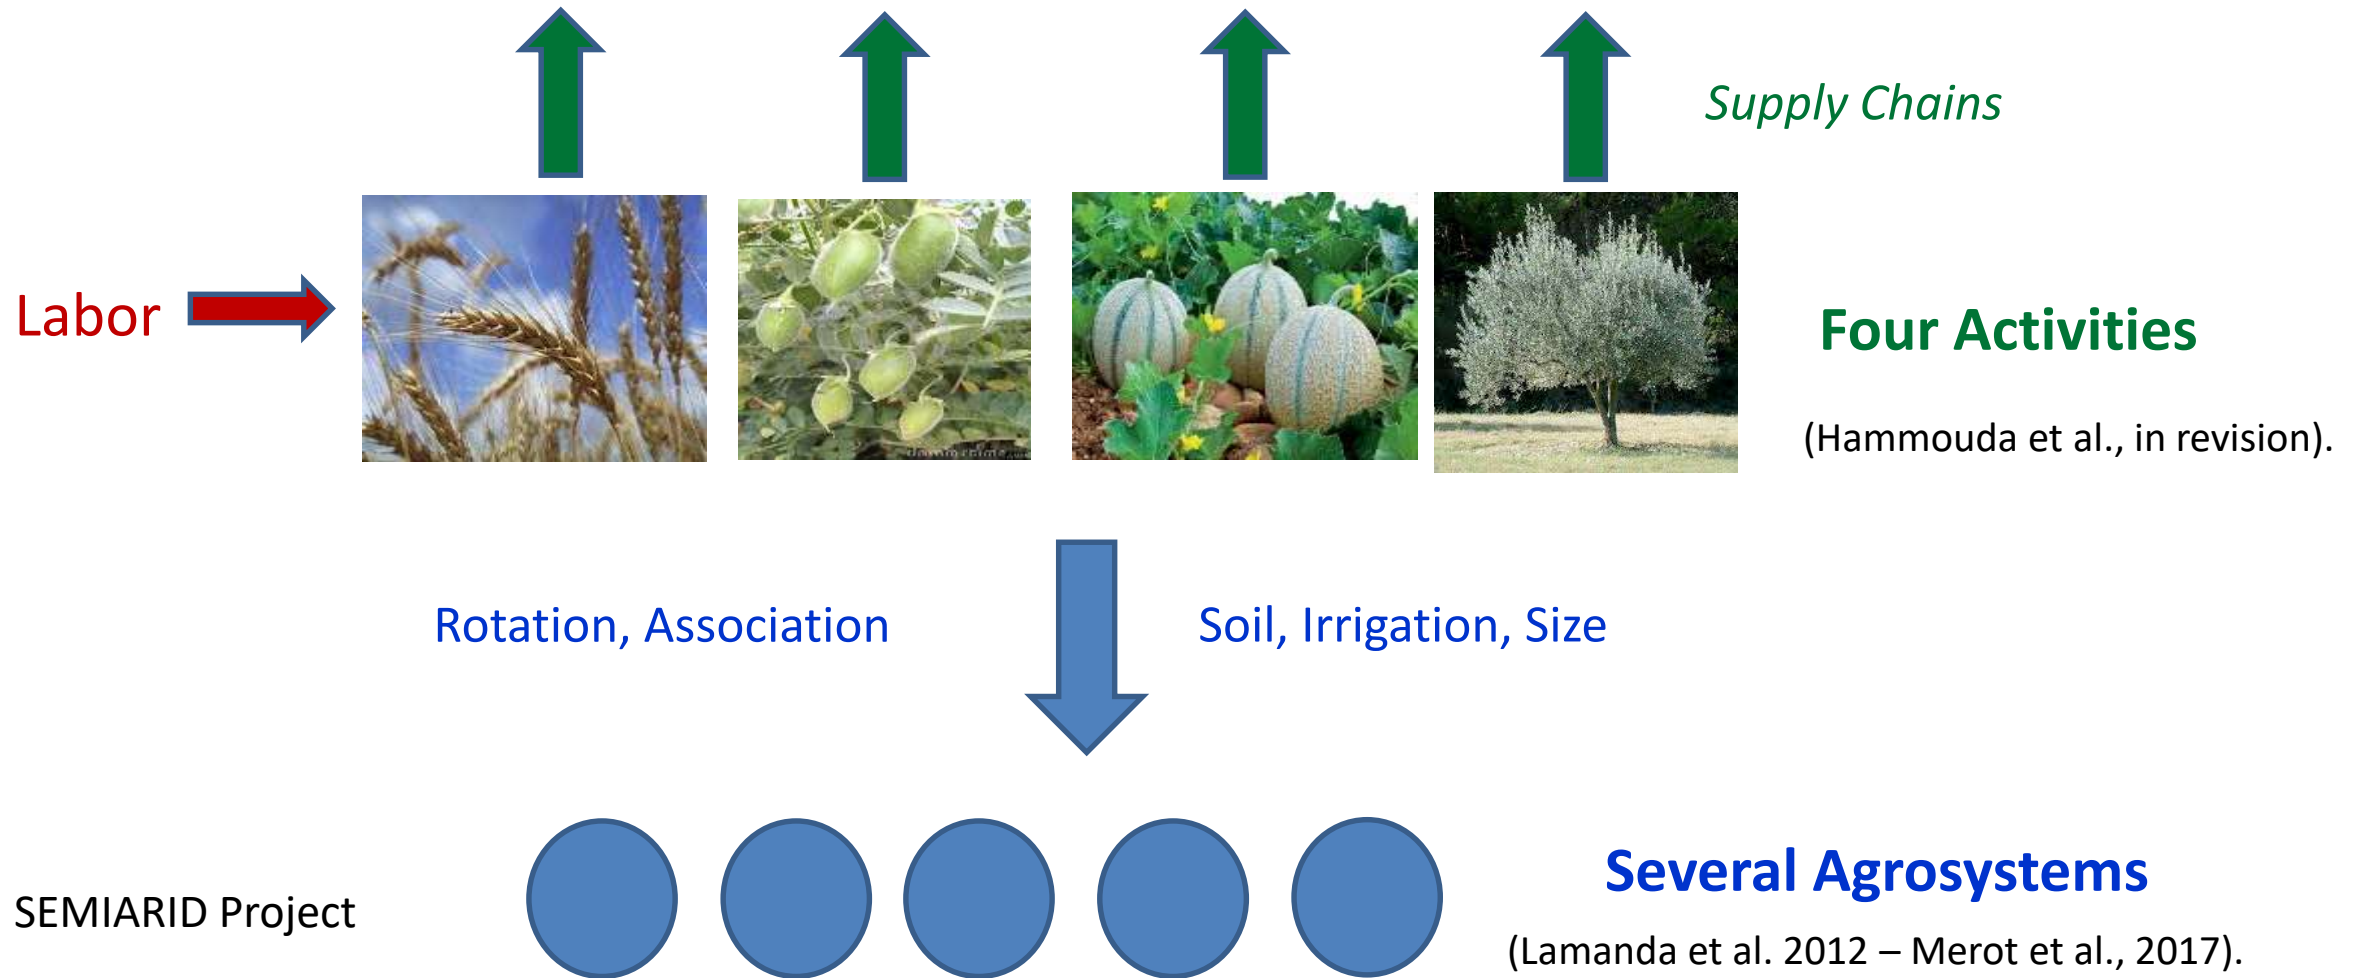 Supply Chains
Labor
Four Activities
(Hammouda et al., in revision).
Rotation, Association
Soil, Irrigation, Size
Several Agrosystems
SEMIARID Project
(Lamanda et al. 2012 – Merot et al., 2017).